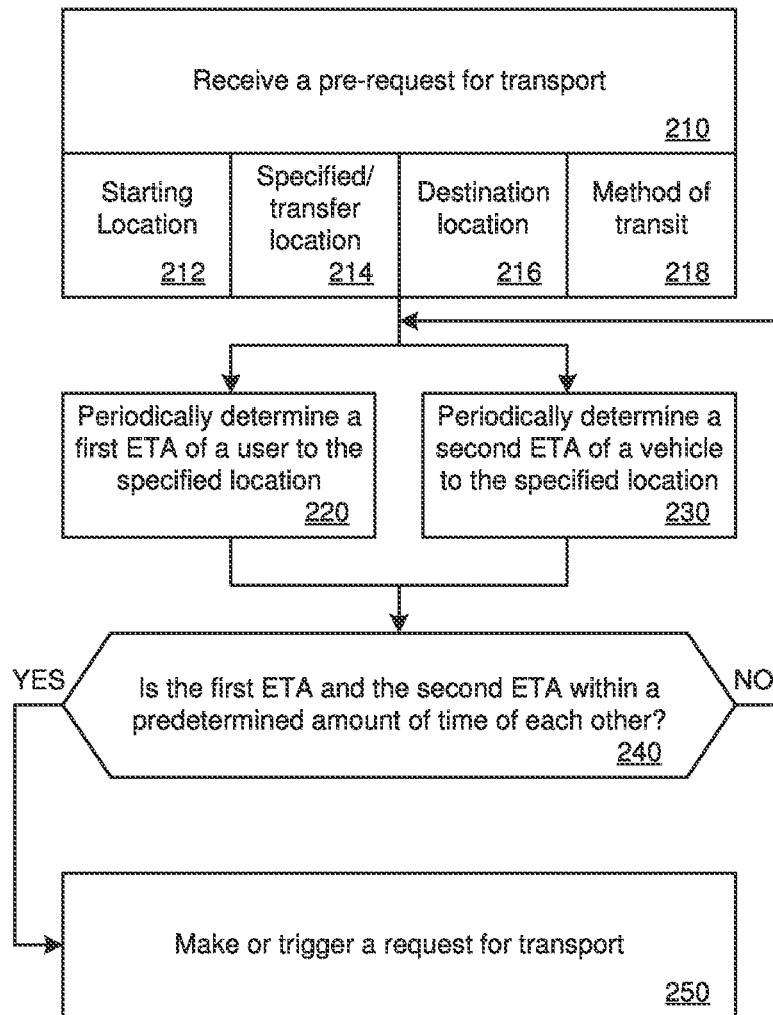 Receive a pre-request for transport
210
Starting
Location
212
Specified/
transfer
location
214
Destination
location
216
Method of
transit
218
Periodically determine a
first ETA of a user to the
specified location
220
Periodically determine a
second ETA of a vehicle
to the specified location
230
YES
Is the first ETA and the second ETA within a
predetermined amount of time of each other?
240
NO
Make or trigger a request for transport
250